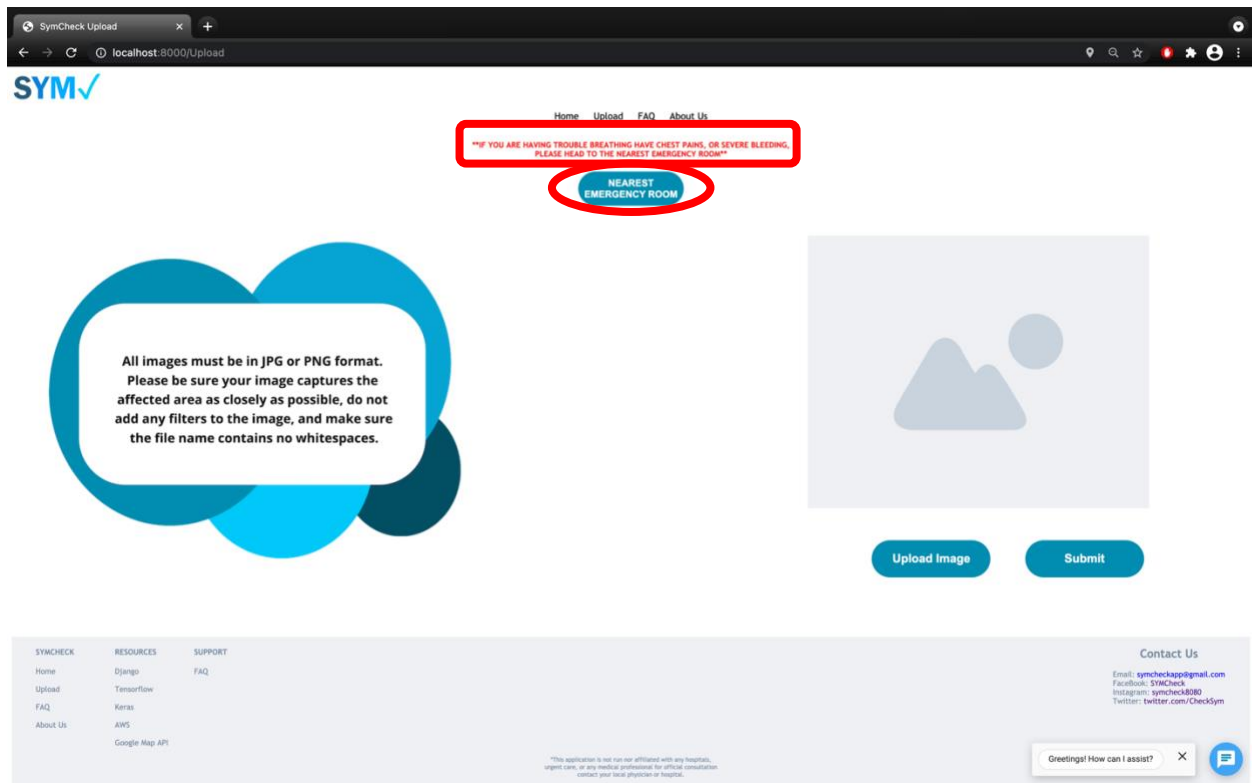 SymCheck Upload
localhost:8000/Upload
SYM
Home Upload FAQ About Us
**IF YOU ARE HAVING TROUBLE BREATHING HAVE CHEST PAINS, OR SEVERE BLEEDING,
PLEASE HEAD TO THE NEAREST EMERGENCY ROOM**
NEAREST
EMERGENCY ROOM
All images must be in JPG or PNG format.
Please be sure your image captures the
affected area as closely as possible, do not
add any filters to the image, and make sure
the file name contains no whitespaces.
Upload Image
Submit
SYMCHECK
Home
Upload
FAQ
About Us
RESOURCES
Django
Tensorflow
Keras
AWS
Google Map API
SUPPORT
FAQ
Contact Us
Email: symcheckapp@gmail.com
FaceBook: SYMCheck
Instagram: symcheck8080
Twitter: twitter.com/CheckSym
*This application is not run nor affiliated with any hospitals,
urgent care, or any medical professional for official consultation
contact your local physician or hospital.
Greetings! How can I assist?